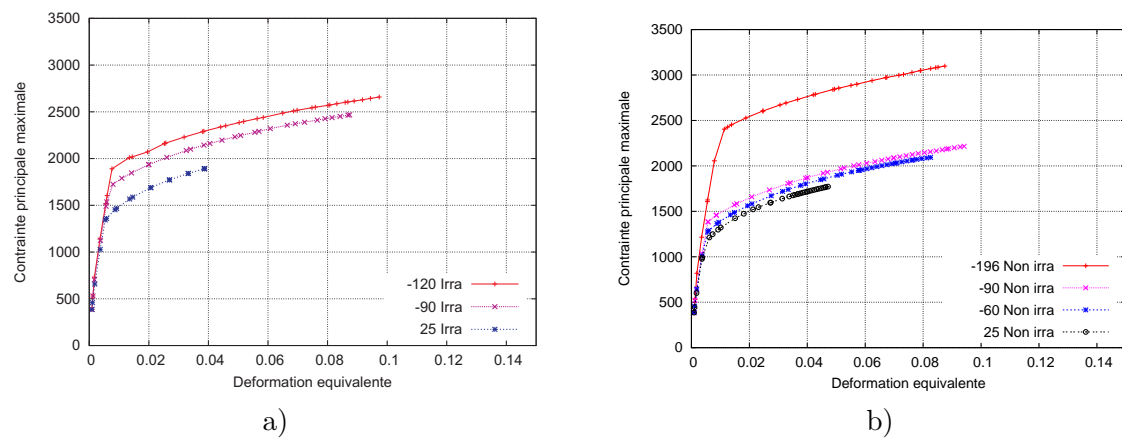 3500
3000
2500
2000
1500
1000
500
0
Contrainte principale maximale
-120 Irra
-90 Irra
25 Irra
0 0.02 0.04 0.06 0.08 0.1 0.12 0.14
Deformation equivalente
a)
3500
3000
2500
2000
1500
1000
500
0
Contrainte principale maximale
-196 Non irra
-90 Non irra
-60 Non irra
25 Non irra
0 0.02 0.04 0.06 0.08 0.1 0.12 0.14
Deformation equivalente
b)